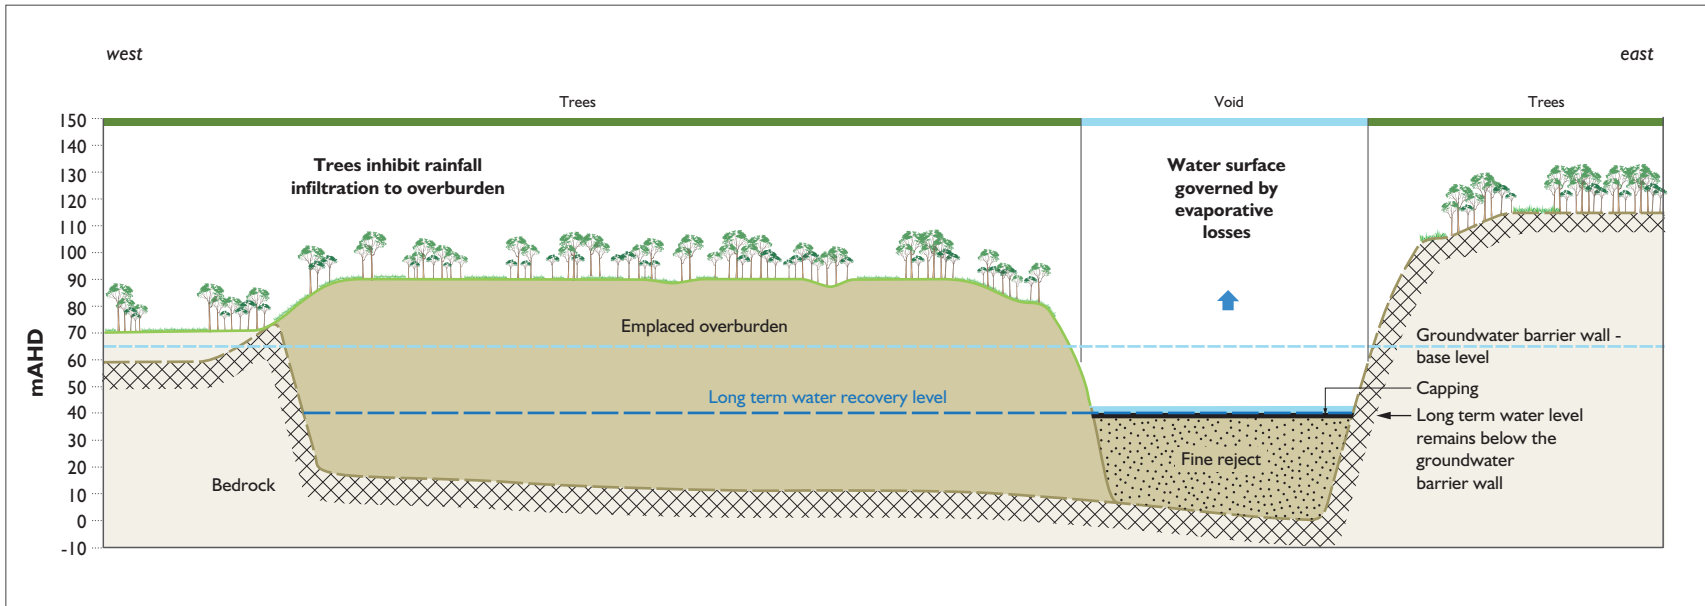 west
east
Trees
Void
Trees
150
140
130
120
110
100
90
80
70
60
50
40
30
20
10
0
-10
mAHD
Trees inhibit rainfall
infiltration to overburden
Water surface
governed by
evaporative
losses
Emplaced overburden
Groundwater barrier wall -
base level
Long term water recovery level
Capping
Long term water level
remains below the
groundwater
barrier wall
Fine reject
Bedrock